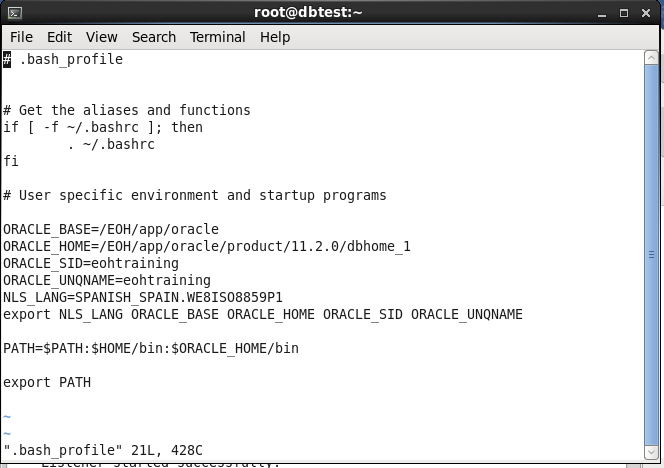 root@dbtest:~
File Edit View Search Terminal Help
# .bash_profile
# Get the aliases and functions
if [ -f ~/.bashrc ]; then
. ~/.bashrc
fi
# User specific environment and startup programs
ORACLE_BASE=/EOH/app/oracle
ORACLE_HOME=/EOH/app/oracle/product/11.2.0/dbhome_1
ORACLE_SID=eohtraining
ORACLE_UNQNAME=eohtraining
NLS_LANG=SPANISH_SPAIN.WE8ISO8859P1
export NLS_LANG ORACLE_BASE ORACLE_HOME ORACLE_SID ORACLE_UNQNAME
PATH=$PATH:$HOME/bin:$ORACLE_HOME/bin
export PATH
~
~
".bash_profile" 21L, 428C
Listener started successfully.